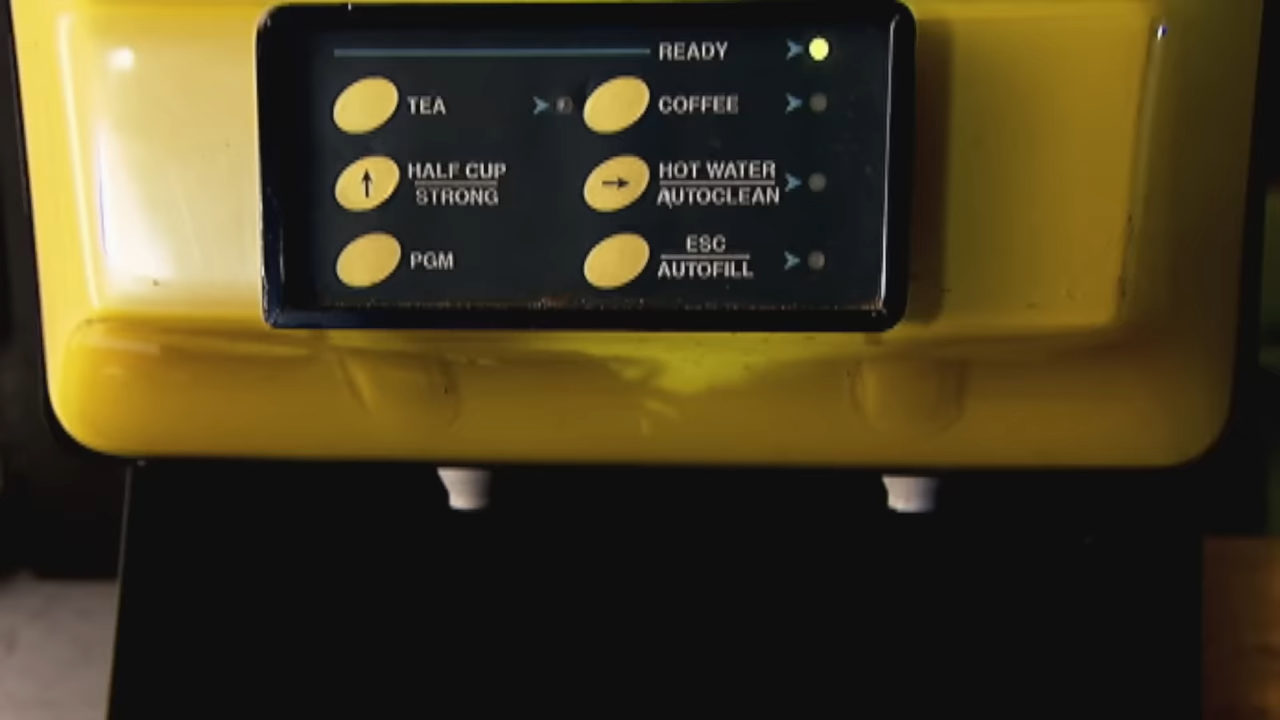 READY
TEA
COFFEE
HALF CUP
STRONG
HOT WATER
AUTOCLEAN
PGM
ESC
AUTOFILL